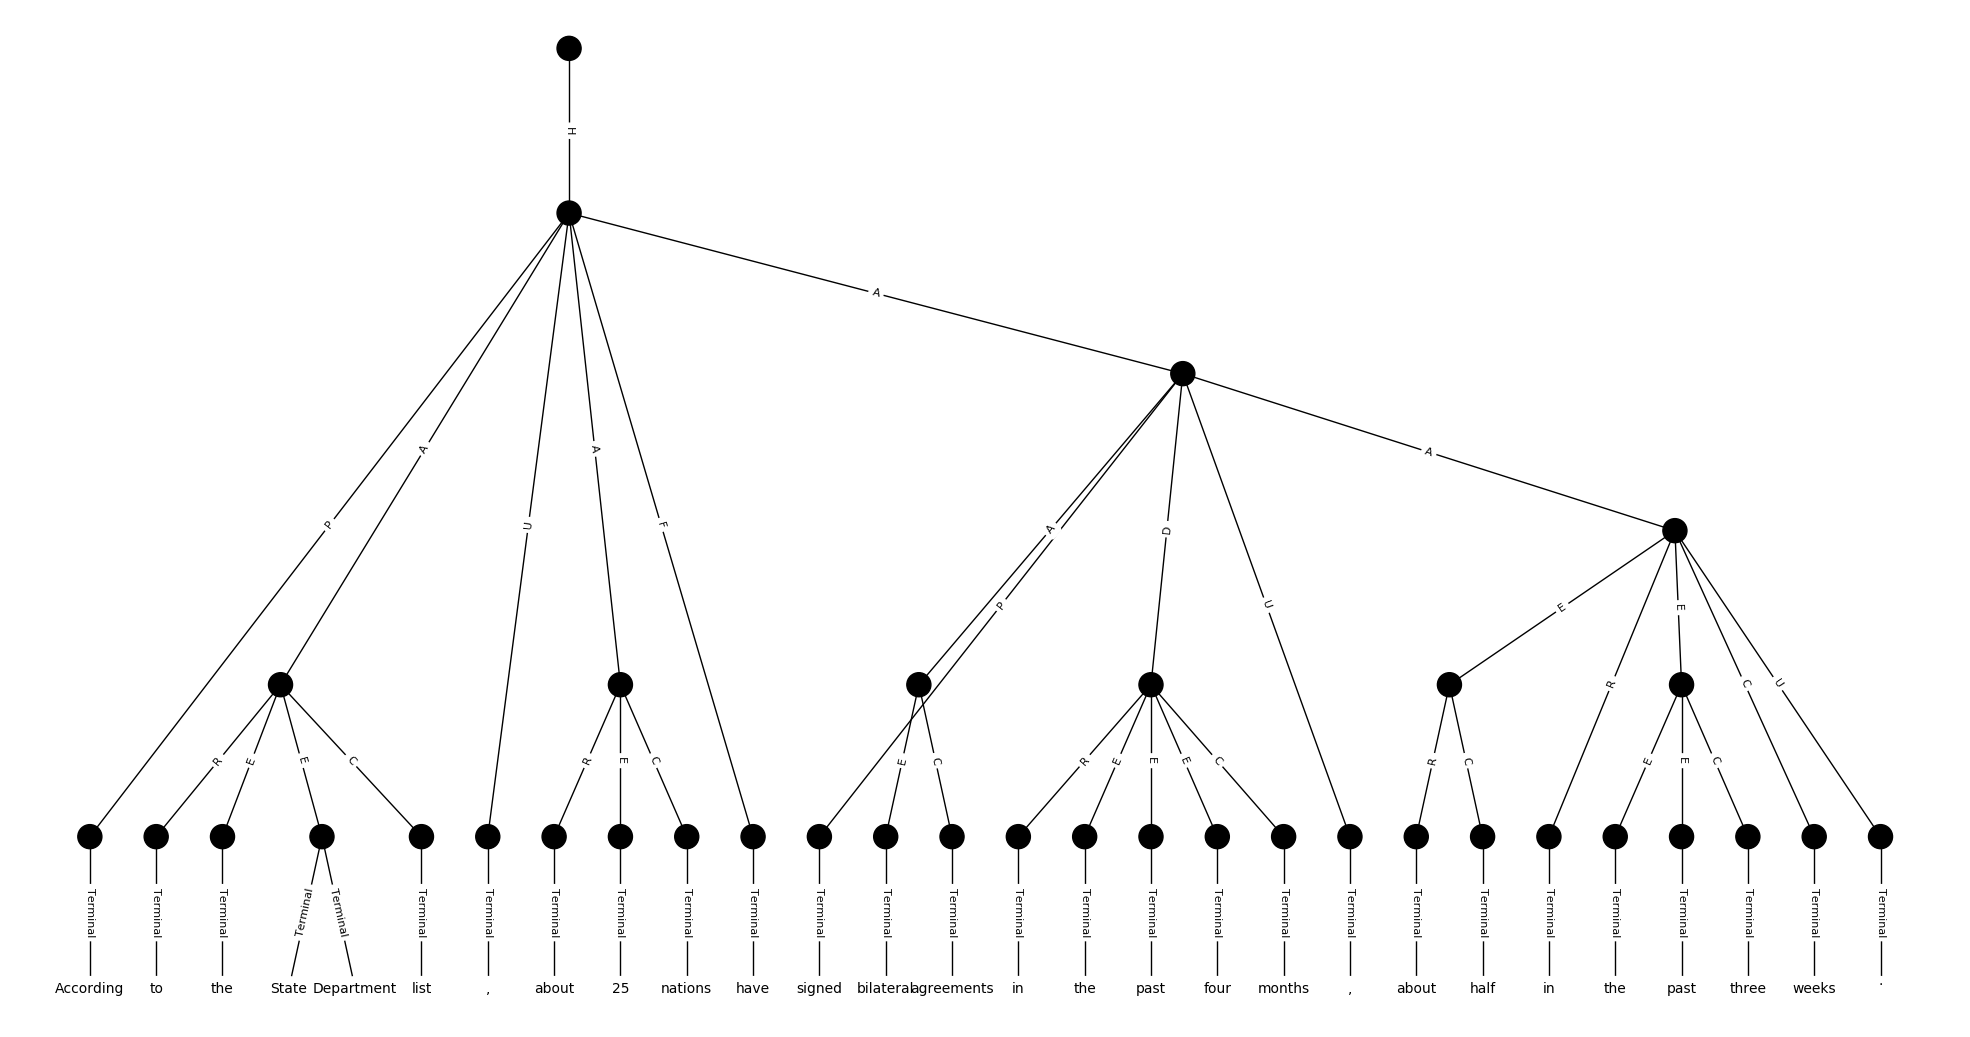 H
A
A
A
A
P
U
F
A
D
P
U
E
E
R
C
U
R
E
E
C
R
E
C
E
C
R
E
E
E
C
R
C
E
E
C
Terminal Terminal Terminal Terminal Terminal Terminal Terminal Terminal Terminal Terminal Terminal Terminal Terminal Terminal Terminal Terminal Terminal Terminal Terminal Terminal Terminal Terminal Terminal Terminal Terminal Terminal Terminal Terminal
According to the State Department list , about 25 nations have signed bilateral agreements in the past four months , about half in the past three weeks .